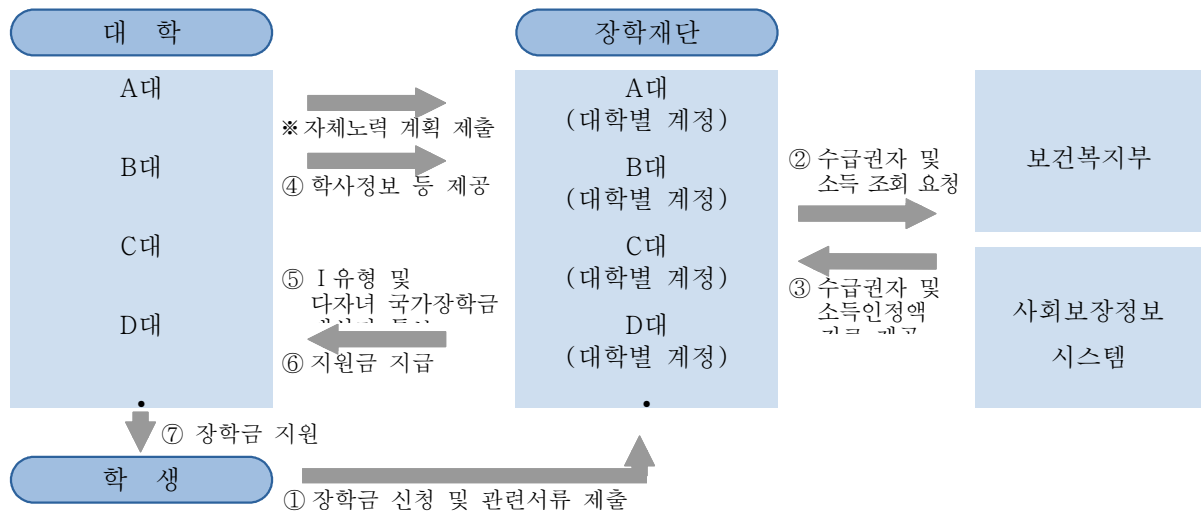 대 학
장학재단
A대
B대
C대
D대
※자체노력 계획 제출
④ 학사정보 등 제공
⑤ Ⅰ유형 및
다자녀 국가장학금
⑥ 지원금 지급
A대
(대학별 계정)
B대
(대학별 계정)
C대
(대학별 계정)
D대
(대학별 계정)
② 수급권자 및
소득 조회 요청
③ 수급권자 및
소득인정액
보건복지부
사회보장정보
시스템
⑦ 장학금 지원
학 생
① 장학금 신청 및 관련서류 제출